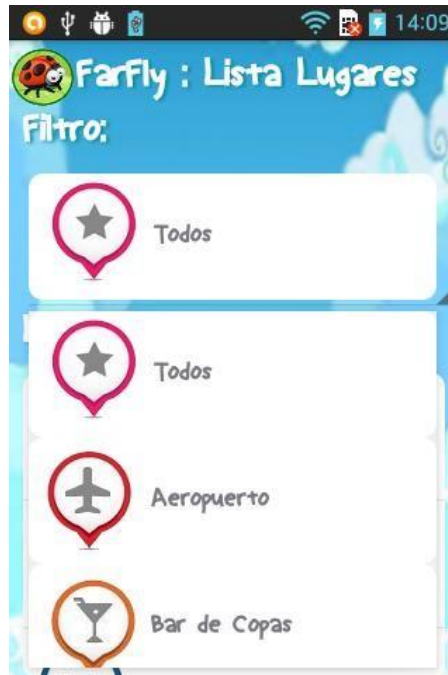 14:09
FarFly : Lista Lugares
Filtro:
Todos
Todos
Aeropuerto
Bar de Copas